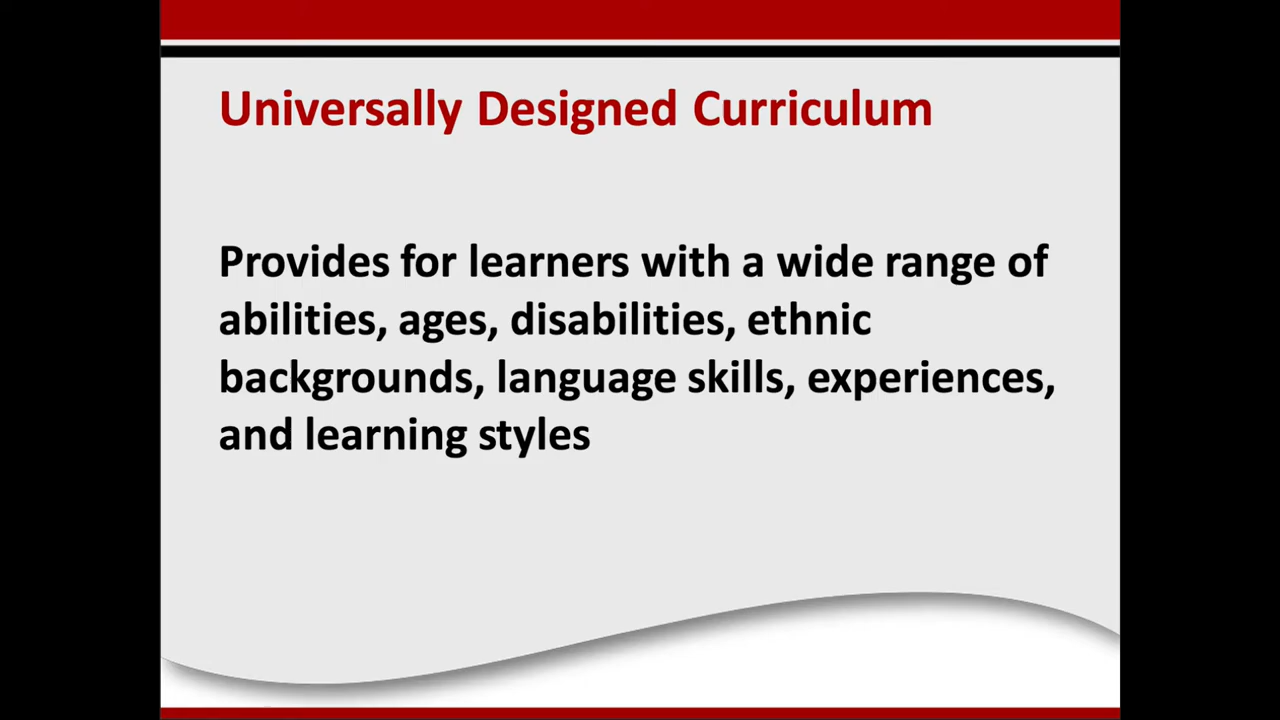 Universally Designed Curriculum
Provides for learners with a wide range of
abilities, ages, disabilities, ethnic
backgrounds, language skills, experiences,
and learning styles